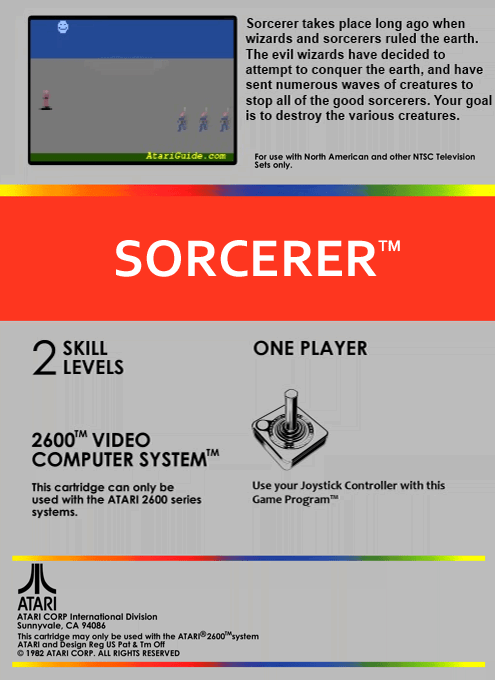 Sorcerer takes place long ago when
wizards and sorcerers ruled the earth.
The evil wizards have decided to
attempt to conquer the earth, and have
sent numerous waves of creatures to
stop all of the good sorcerers. Your goal
is to destroy the various creatures.
AtariGuide.com
For use with North American and other NTSC Television
Sets only.
SORCERER™
2 SKILL
LEVELS
ONE PLAYER
2600™ VIDEO
COMPUTER SYSTEM™
This cartridge can only be
used with the ATARI 2600 series
systems.
Use your Joystick Controller with this
Game Program™
ATARI
ATARI CORP International Division
Sunnyvale, CA 94086
This cartridge may only be used with the ATARI® 2600™system
ATARI and Design Reg US Pat & Tm Off
© 1982 ATARI CORP. ALL RIGHTS RESERVED